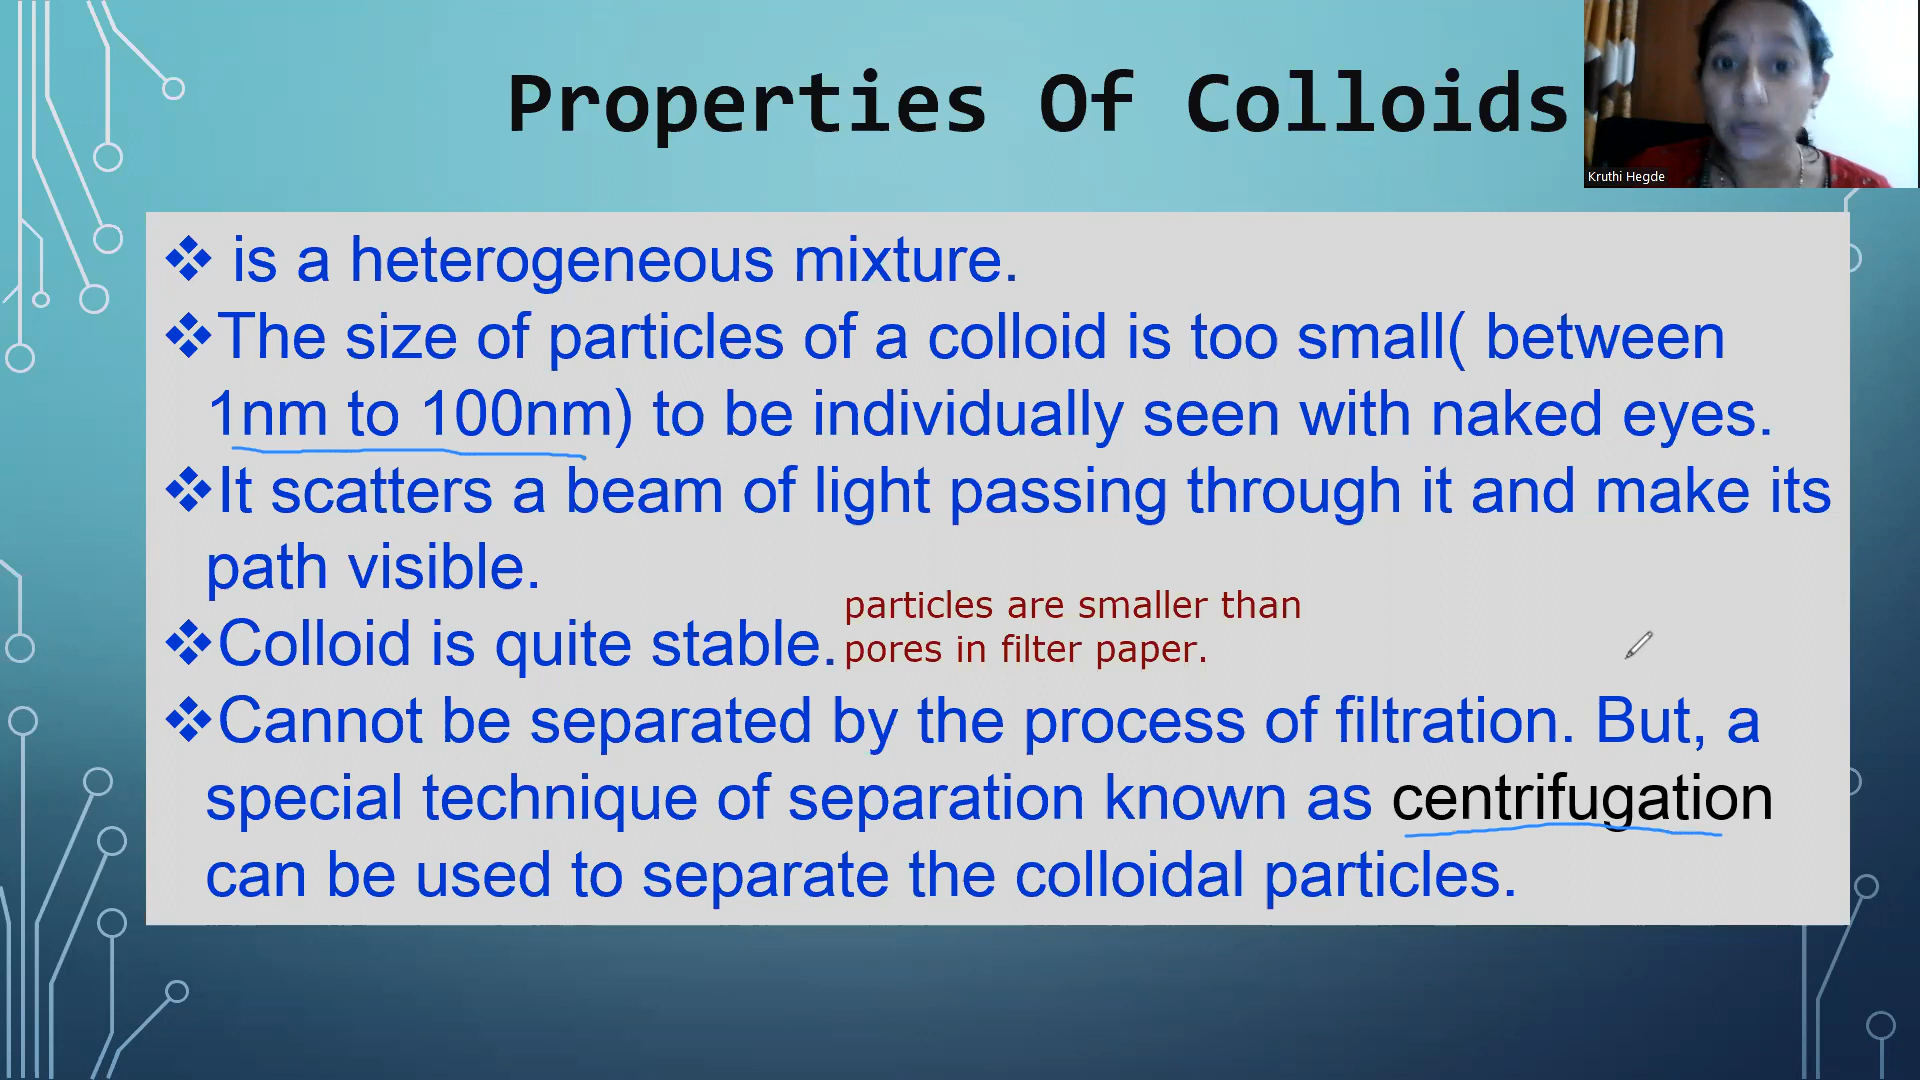 Properties Of Colloids
Kruthi Hegde
❖ is a heterogeneous mixture.
❖The size of particles of a colloid is too small( between
1nm to 100nm) to be individually seen with naked eyes.
❖It scatters a beam of light passing through it and make its
path visible.
particles are smaller than
❖Colloid is quite stable.
pores in filter paper.
❖Cannot be separated by the process of filtration. But, a
special technique of separation known as centrifugation
can be used to separate the colloidal particles.